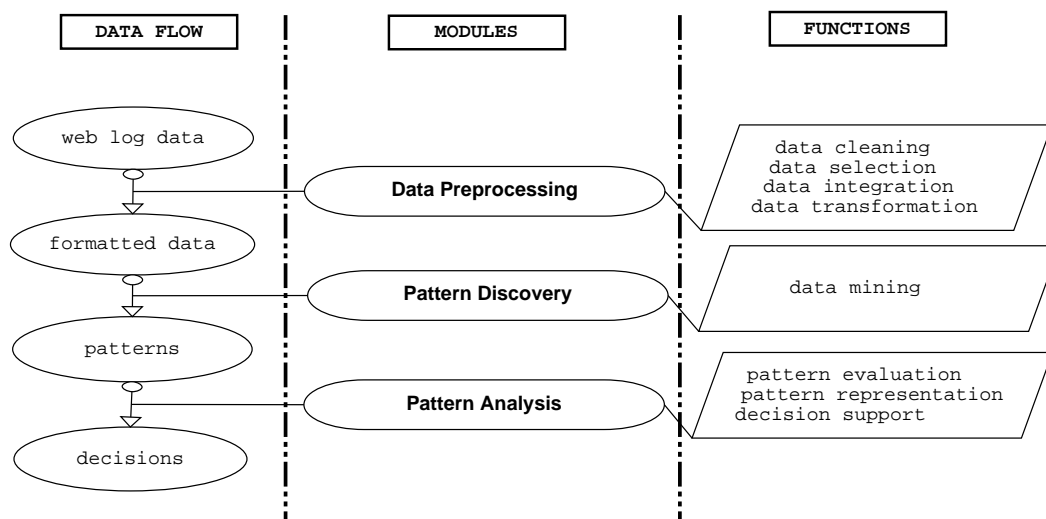 DATA FLOW
MODULES
FUNCTIONS
web log data
data cleaning
data selection
data integration
data transformation
Data Preprocessing
formatted data
Pattern Discovery
data mining
patterns
pattern evaluation
pattern representation
decision support
Pattern Analysis
decisions